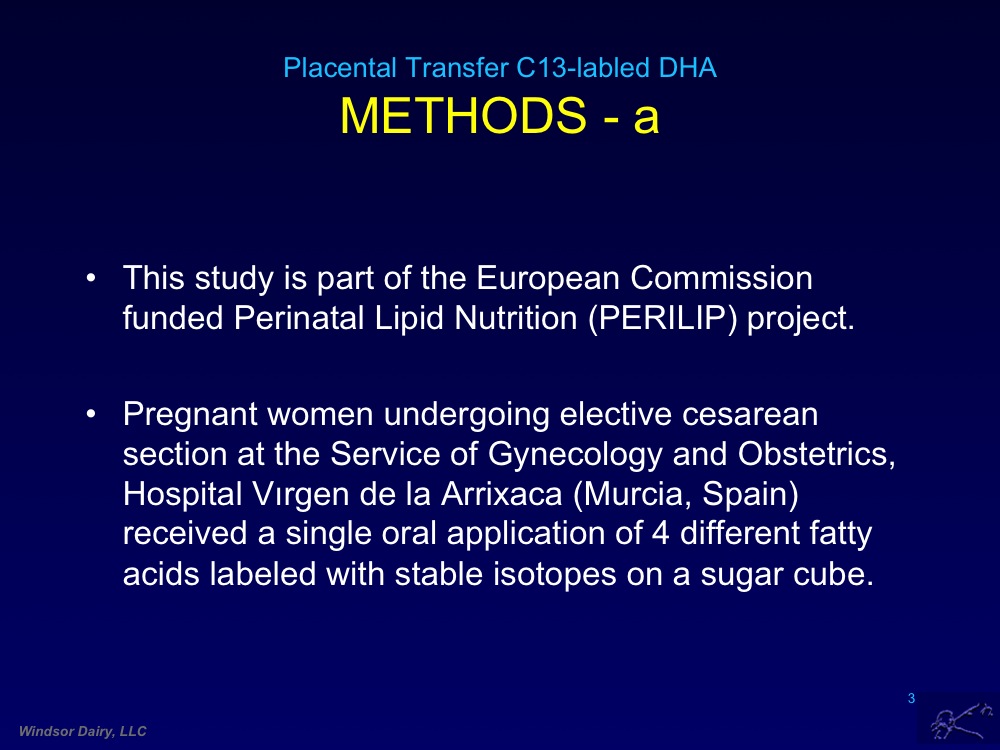 Placental Transfer C13-labled DHA
METHODS - a
• This study is part of the European Commission
funded Perinatal Lipid Nutrition (PERILIP) project.
• Pregnant women undergoing elective cesarean
section at the Service of Gynecology and Obstetrics,
Hospital Vırgen de la Arrixaca (Murcia, Spain)
received a single oral application of 4 different fatty
acids labeled with stable isotopes on a sugar cube.
3
Windsor Dairy, LLC